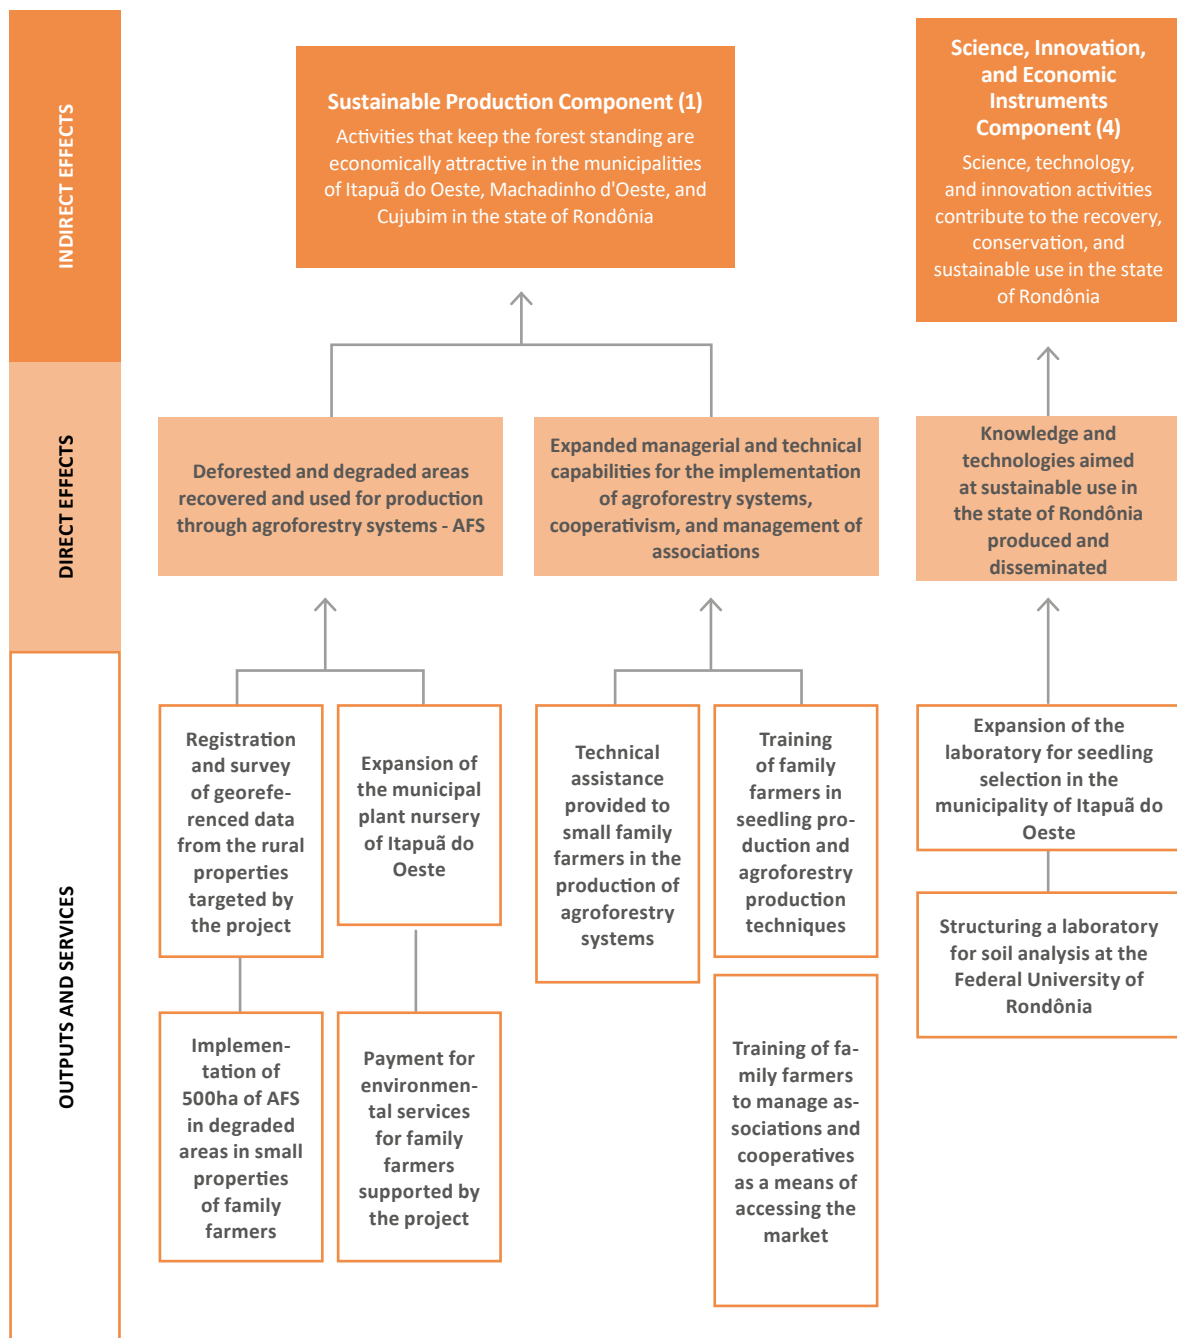 INDIRECT EFFECTS
Sustainable Production Component (1)
Activities that keep the forest standing are
economically attractive in the municipalities
of Itapuã do Oeste, Machadinho d'Oeste, and
Cujubim in the state of Rondônia
Science, Innovation,
and Economic
Instruments
Component (4)
Science, technology,
and innovation activities
contribute to the recovery,
conservation, and
sustainable use in the state
of Rondônia
DIRECT EFFECTS
Deforested and degraded areas
recovered and used for production
through agroforestry systems - AFS
Expanded managerial and technical
capabilities for the implementation
of agroforestry systems,
cooperativism, and management of
associations
Knowledge and
technologies aimed
at sustainable use in
the state of Rondônia
produced and
disseminated
OUTPUTS AND SERVICES
Registration
and survey
of georefe-
renced data
from the rural
properties
targeted by
the project
Expansion of
the municipal
plant nursery
of Itapuã do
Oeste
Technical
assistance
provided to
small family
farmers in the
production of
agroforestry
systems
Training
of family
farmers in
seedling pro-
duction and
agroforestry
production
techniques
Expansion of the
laboratory for seedling
selection in the
municipality of Itapuã do
Oeste
Structuring a laboratory
for soil analysis at the
Federal University of
Rondônia
Implemen-
tation of
500ha of AFS
in degraded
areas in small
properties
of family
farmers
Payment for
environmen-
tal services
for family
farmers
supported by
the project
Training of fa-
mily farmers
to manage as-
sociations and
cooperatives
as a means of
accessing the
market